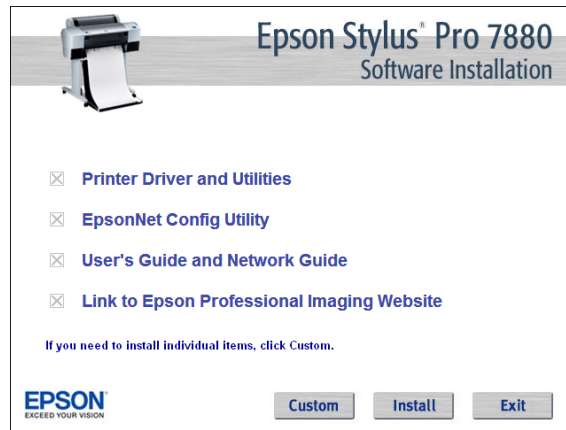 Epson Stylus® Pro 7880
Software Installation
Printer Driver and Utilities
EpsonNet Config Utility
User's Guide and Network Guide
Link to Epson Professional Imaging Website
If you need to install individual items, click Custom.
EPSON®
EXCEED YOUR VISION
Custom
Install
Exit